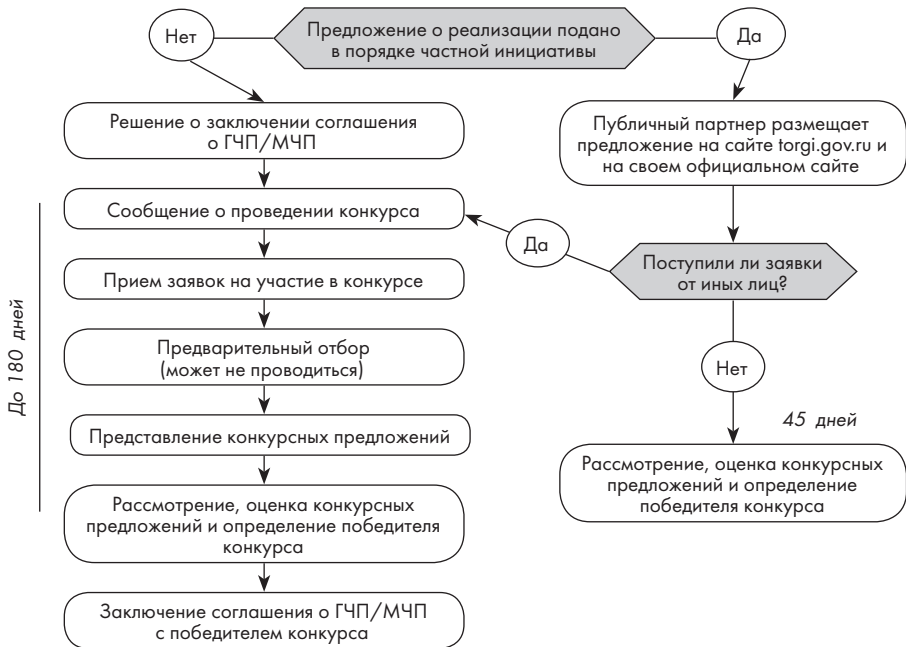 Нет
Предложение о реализации подано
в порядке частной инициативы
Да
Решение о заключении соглашения
о ГЧП/МЧП
Публичный партнер размещает
предложение на сайте torgi.gov.ru и
на своем официальном сайте
Сообщение о проведении конкурса
Да
Поступили ли заявки
от иных лиц?
Прием заявок на участие в конкурсе
До 180 дней
Предварительный отбор
(может не проводиться)
Нет
45 дней
Представление конкурсных предложений
Рассмотрение, оценка конкурсных
предложений и определение
победителя конкурса
Рассмотрение, оценка конкурсных
предложений и определение победителя
конкурса
Заключение соглашения о ГЧП/МЧП
с победителем конкурса